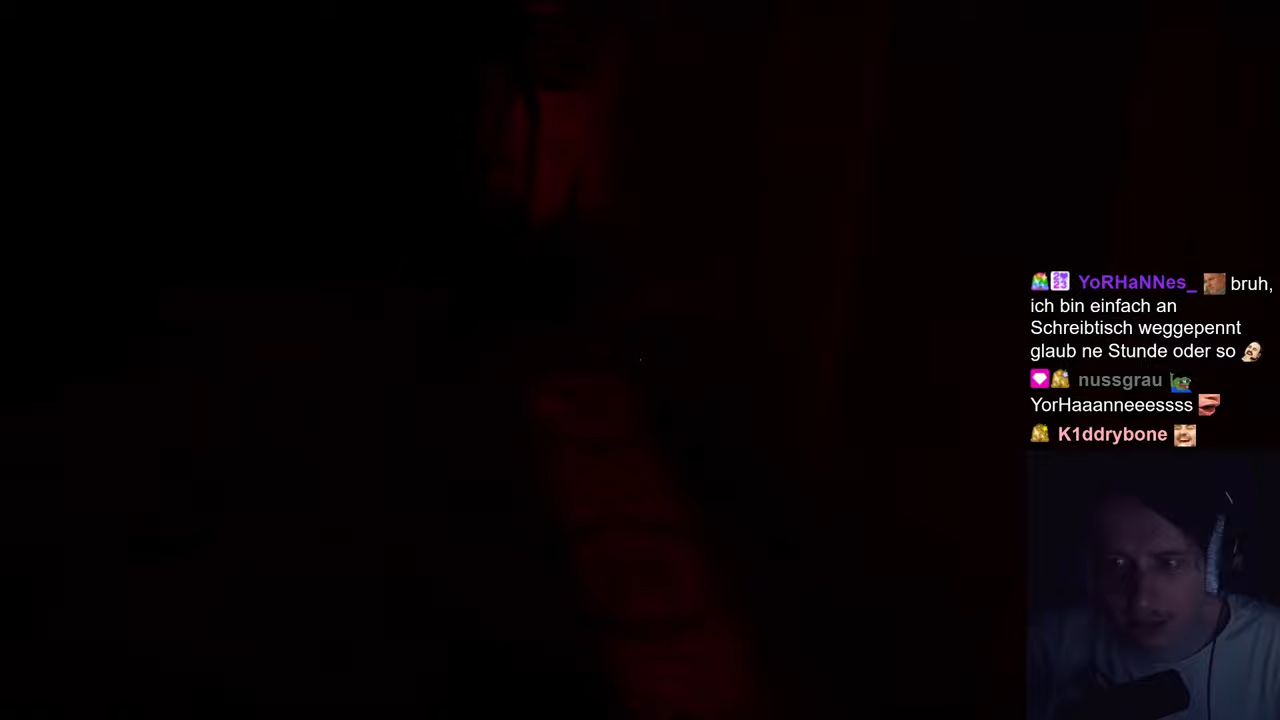 YoRHaNNes_ bruh,
ich bin einfach an
Schreibtisch weggepennt
glaub ne Stunde oder so
nussgrau
YorHaaanneeessss
K1ddrybone